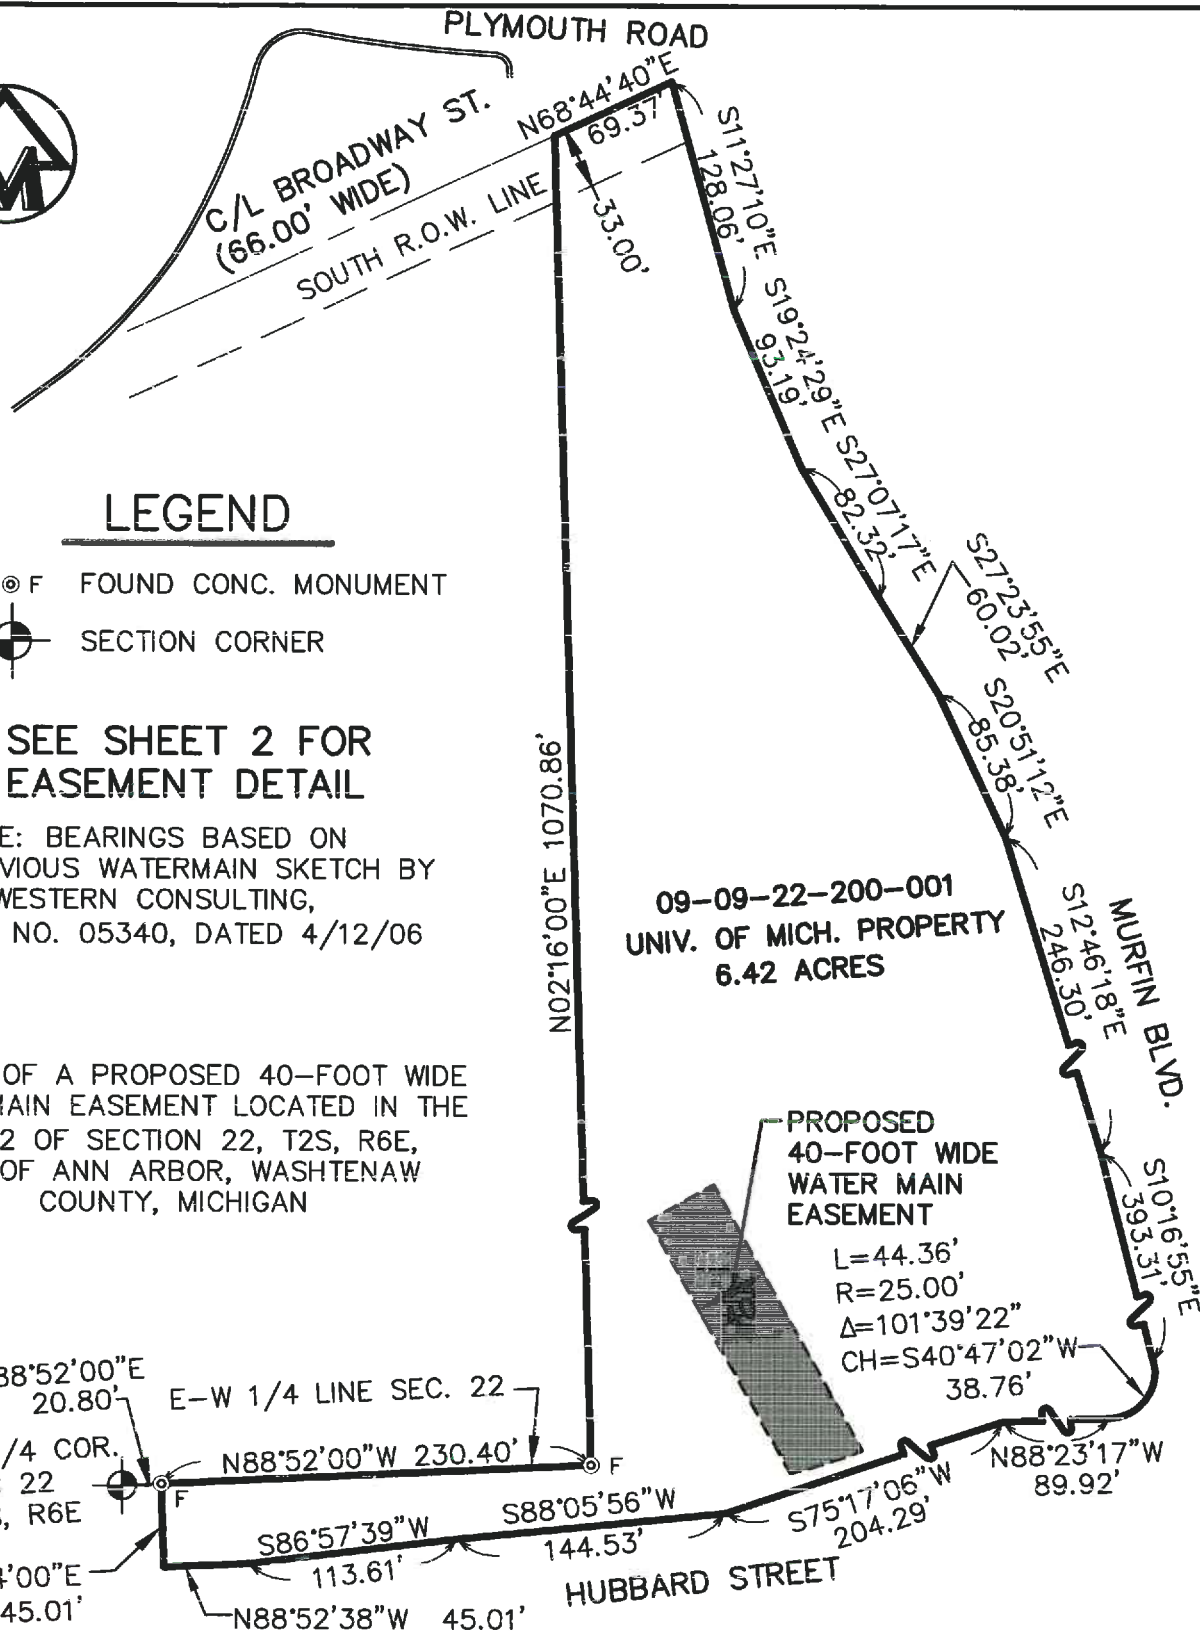 PLYMOUTH ROAD
N68°44'40"E
69.37'
C/L BROADWAY ST.
(66.00' WIDE)
SOUTH R.O.W. LINE
33.00'
S11°27'10"E
128.06'
S19°24'29"E
93.19'
S27°07'17"E
82.32'
S27°23'55"E
60.02'
S20°51'12"E
85.38'
S12°46'18"E
246.30'
MURFIN BLVD.
S10°16'55"E
393.31'
LEGEND
F FOUND CONC. MONUMENT
SECTION CORNER
SEE SHEET 2 FOR
EASEMENT DETAIL
E: BEARINGS BASED ON
VIOUS WATERMAIN SKETCH BY
WESTERN CONSULTING,
NO. 05340, DATED 4/12/06
N02°16'00"E 1070.86'
09-09-22-200-001
UNIV. OF MICH. PROPERTY
6.42 ACRES
OF A PROPOSED 40-FOOT WIDE
MAIN EASEMENT LOCATED IN THE
2 OF SECTION 22, T2S, R6E,
OF ANN ARBOR, WASHTENAW
COUNTY, MICHIGAN
PROPOSED
40-FOOT WIDE
WATER MAIN
EASEMENT
L=44.36'
R=25.00'
Δ=101°39'22"
CH=S40°47'02"W
38.76'
88°52'00"E
20.80'
E-W 1/4 LINE SEC. 22
/4 COR.
22
, R6E
N88°52'00"W 230.40'
F
F
S86°57'39"W
113.61'
S88°05'56"W
144.53'
S75°17'06"W
204.29'
N88°23'17"W
89.92'
'00"E
45.01'
N88°52'38"W 45.01'
HUBBARD STREET